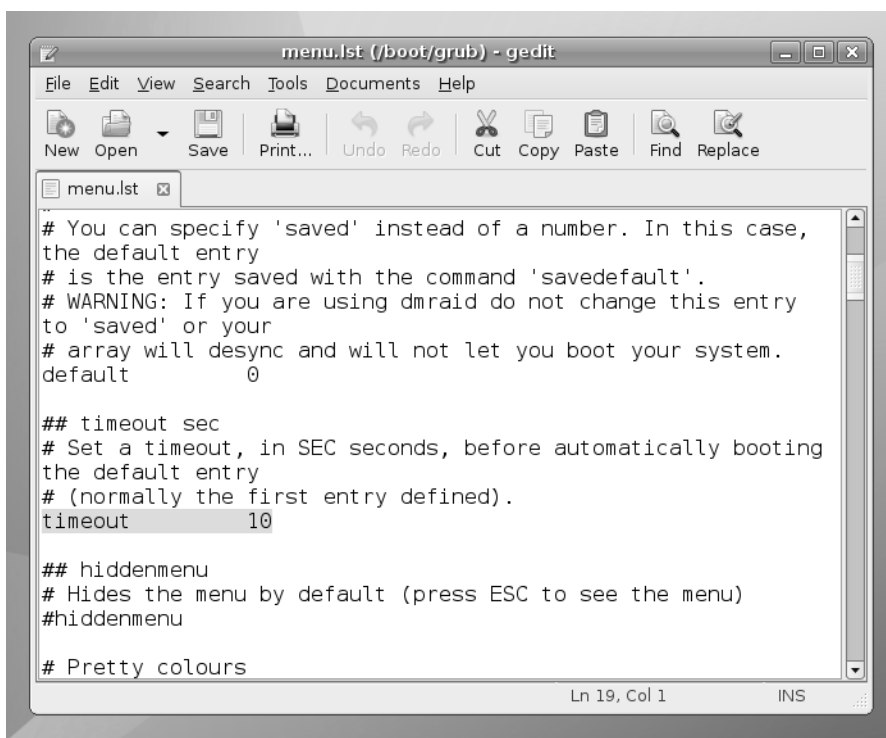 menu.lst (/boot/grub) - gedit
File Edit View Search Tools Documents Help
New Open Save Print... Undo Redo Cut Copy Paste Find Replace
menu.lst
# You can specify 'saved' instead of a number. In this case,
the default entry
# is the entry saved with the command 'savedefault'.
# WARNING: If you are using dmraid do not change this entry
to 'saved' or your
# array will desync and will not let you boot your system.
default 0
## timeout sec
# Set a timeout, in SEC seconds, before automatically booting
the default entry
# (normally the first entry defined).
timeout 10
## hiddenmenu
# Hides the menu by default (press ESC to see the menu)
#hiddenmenu
# Pretty colours
Ln 19, Col 1 INS